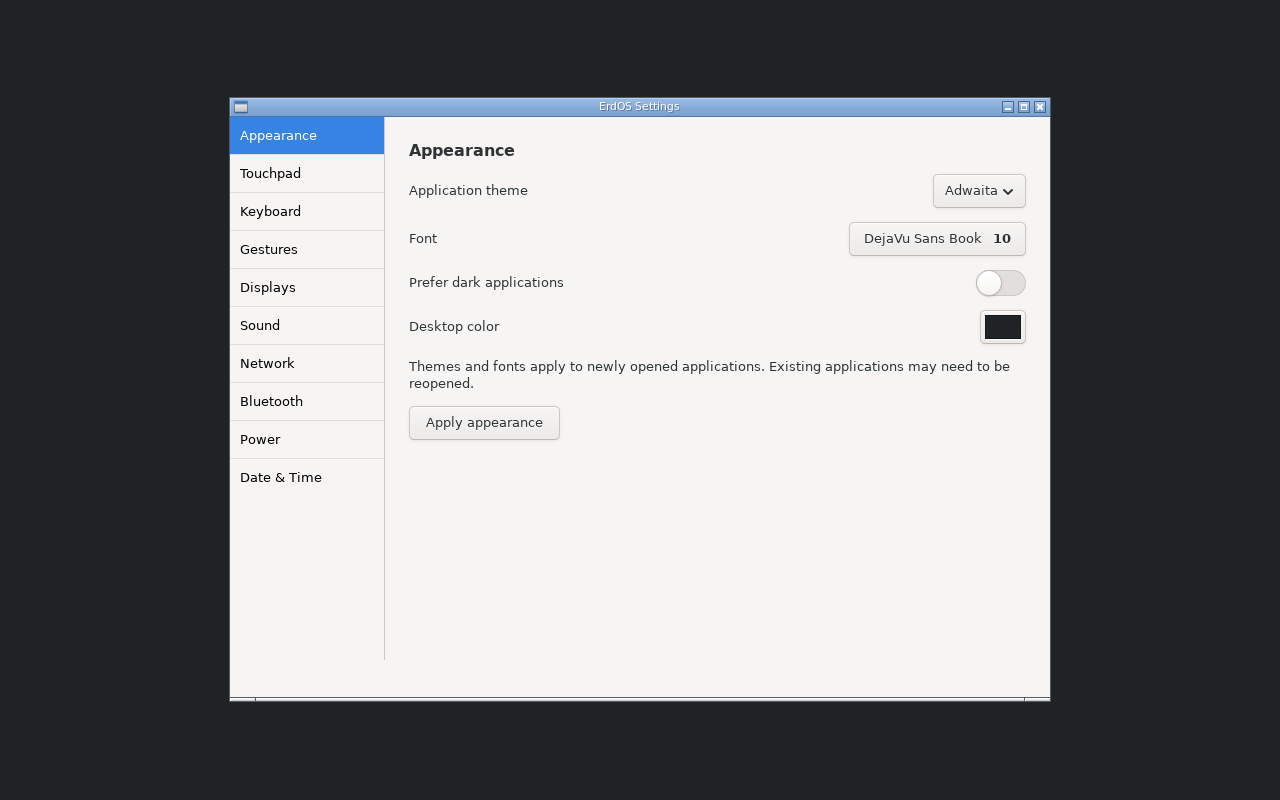 ErdOS Settings
Appearance
Touchpad
Keyboard
Gestures
Displays
Sound
Network
Bluetooth
Power
Date & Time
Appearance
Application theme
Adwaita
Font
DejaVu Sans Book 10
Prefer dark applications
Desktop color
Themes and fonts apply to newly opened applications. Existing applications may need to be
reopened.
Apply appearance